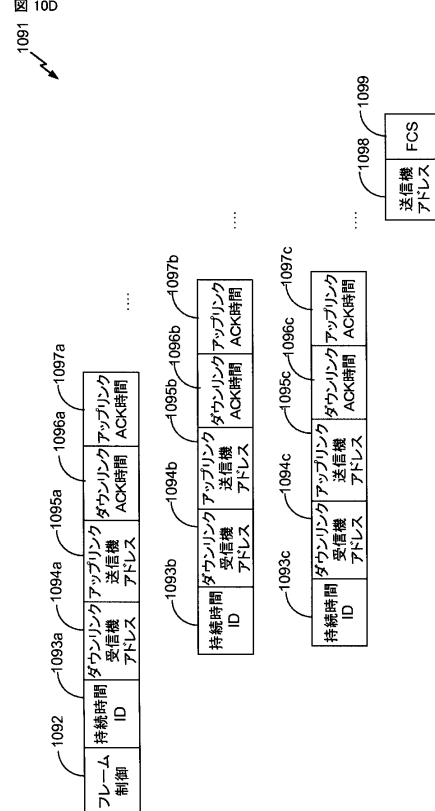 図 10D
1091
1092
1093a
1094a
1095a
1096a
1097a
フレーム
制御
持続時間
ID
ダウンリンク
受信機
アドレス
アップリンク
送信機
アドレス
ダウンリンク
ACK時間
アップリンク
ACK時間
....
1093b
1094b
1095b
1096b
1097b
持続時間
ID
ダウンリンク
受信機
アドレス
アップリンク
送信機
アドレス
ダウンリンク
ACK時間
アップリンク
ACK時間
....
1093c
1094c
1095c
1096c
1097c
持続時間
ID
ダウンリンク
受信機
アドレス
アップリンク
送信機
アドレス
ダウンリンク
ACK時間
アップリンク
ACK時間
....
1098
1099
送信機
アドレス
FCS